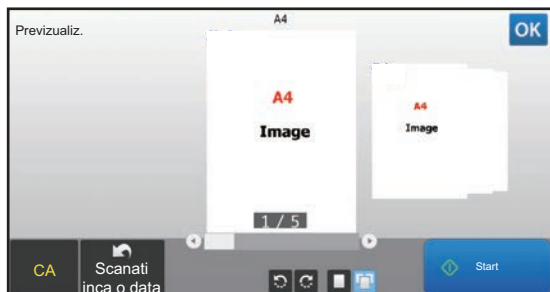 A4
Previzualiz.
OK
A4
Image
A4
Image
1 / 5
CA
Scanati
inca o data
Start